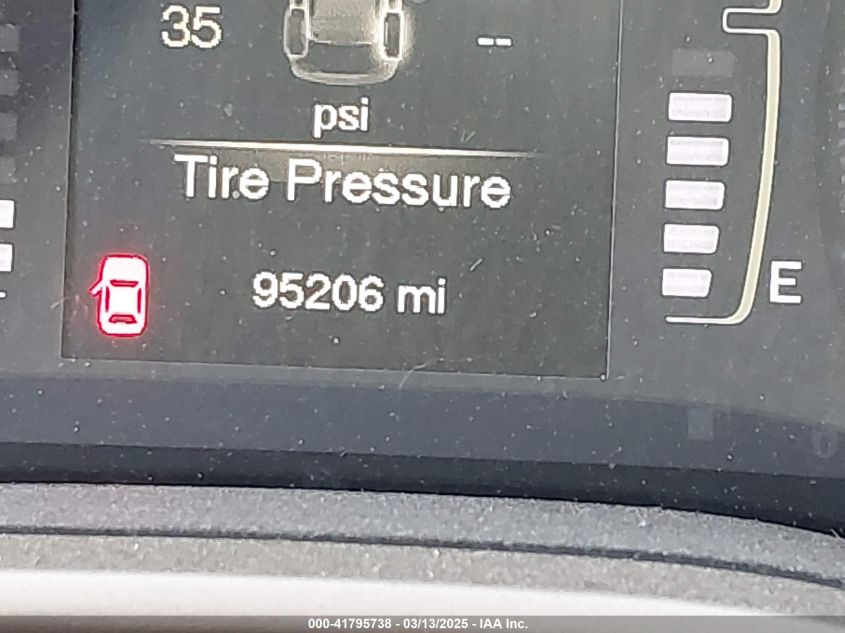 35 --
psi
Tire Pressure
95206 mi
E
000-41795738 - 03/13/2025 - IAA Inc.